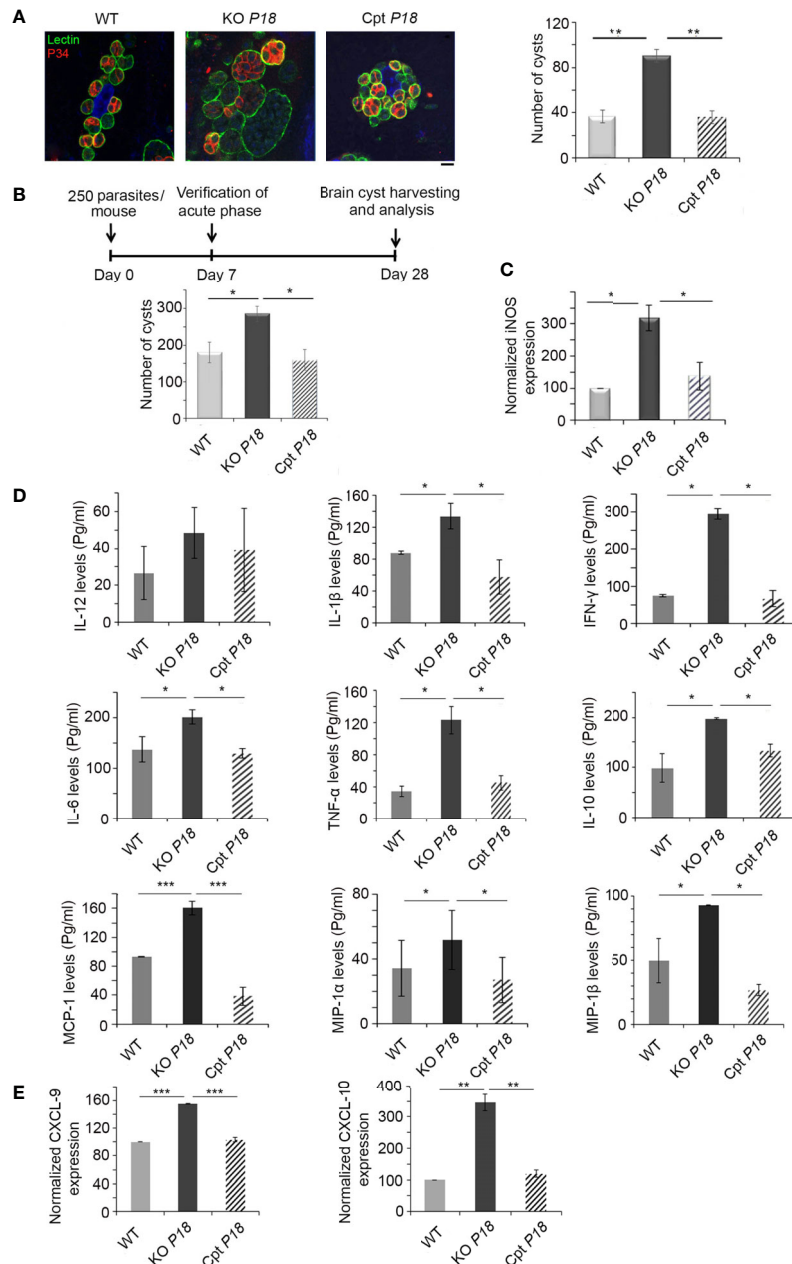 A
WT
KO P18
Cpt P18
Lectin
P34
Number of cysts
120
80
40
0
**
**
WT
KO P18
Cpt P18
B
250 parasites/
mouse
Verification of
acute phase
Brain cyst harvesting
and analysis
Day 0
Day 7
Day 28
Number of cysts
300
200
100
0
*
*
WT
KO P18
Cpt P18
C
Normalized iNOS
expression
300
200
100
0
*
*
WT
KO P18
Cpt P18
D
IL-12 levels (Pg/ml)
80
60
40
20
0
WT
KO P18
Cpt P18
IL-1β levels (Pg/ml)
160
120
80
40
0
*
*
WT
KO P18
Cpt P18
IFN-γ levels (Pg/ml)
300
200
100
0
*
*
WT
KO P18
Cpt P18
IL-6 levels (Pg/ml)
200
150
100
0
*
*
WT
KO P18
Cpt P18
TNF-α levels (Pg/ml)
160
120
80
40
0
*
*
WT
KO P18
Cpt P18
IL-10 levels (Pg/ml)
200
150
100
50
0
*
*
WT
KO P18
Cpt P18
MCP-1 levels (Pg/ml)
160
120
80
40
0
***
***
WT
KO P18
Cpt P18
MIP-1α levels (Pg/ml)
80
60
40
20
0
*
*
WT
KO P18
Cpt P18
MIP-1β levels (Pg/ml)
100
50
0
*
*
WT
KO P18
Cpt P18
E
Normalized CXCL-9
expression
160
120
80
40
0
***
***
WT
KO P18
Cpt P18
Normalized CXCL-10
expression
400
300
200
100
0
**
**
WT
KO P18
Cpt P18